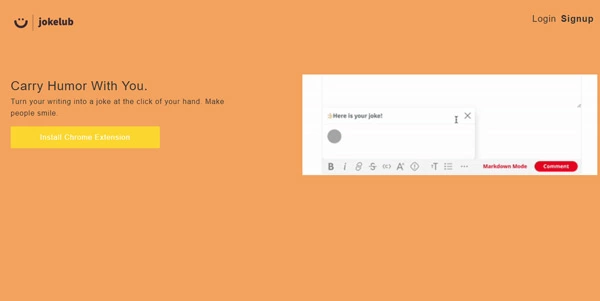 jokelub
Login Signup
Carry Humor With You.
Turn your writing into a joke at the click of your hand. Make
people smile.
Install Chrome Extension
Here is your joke!
B i S A T
Markdown Mode
Comment